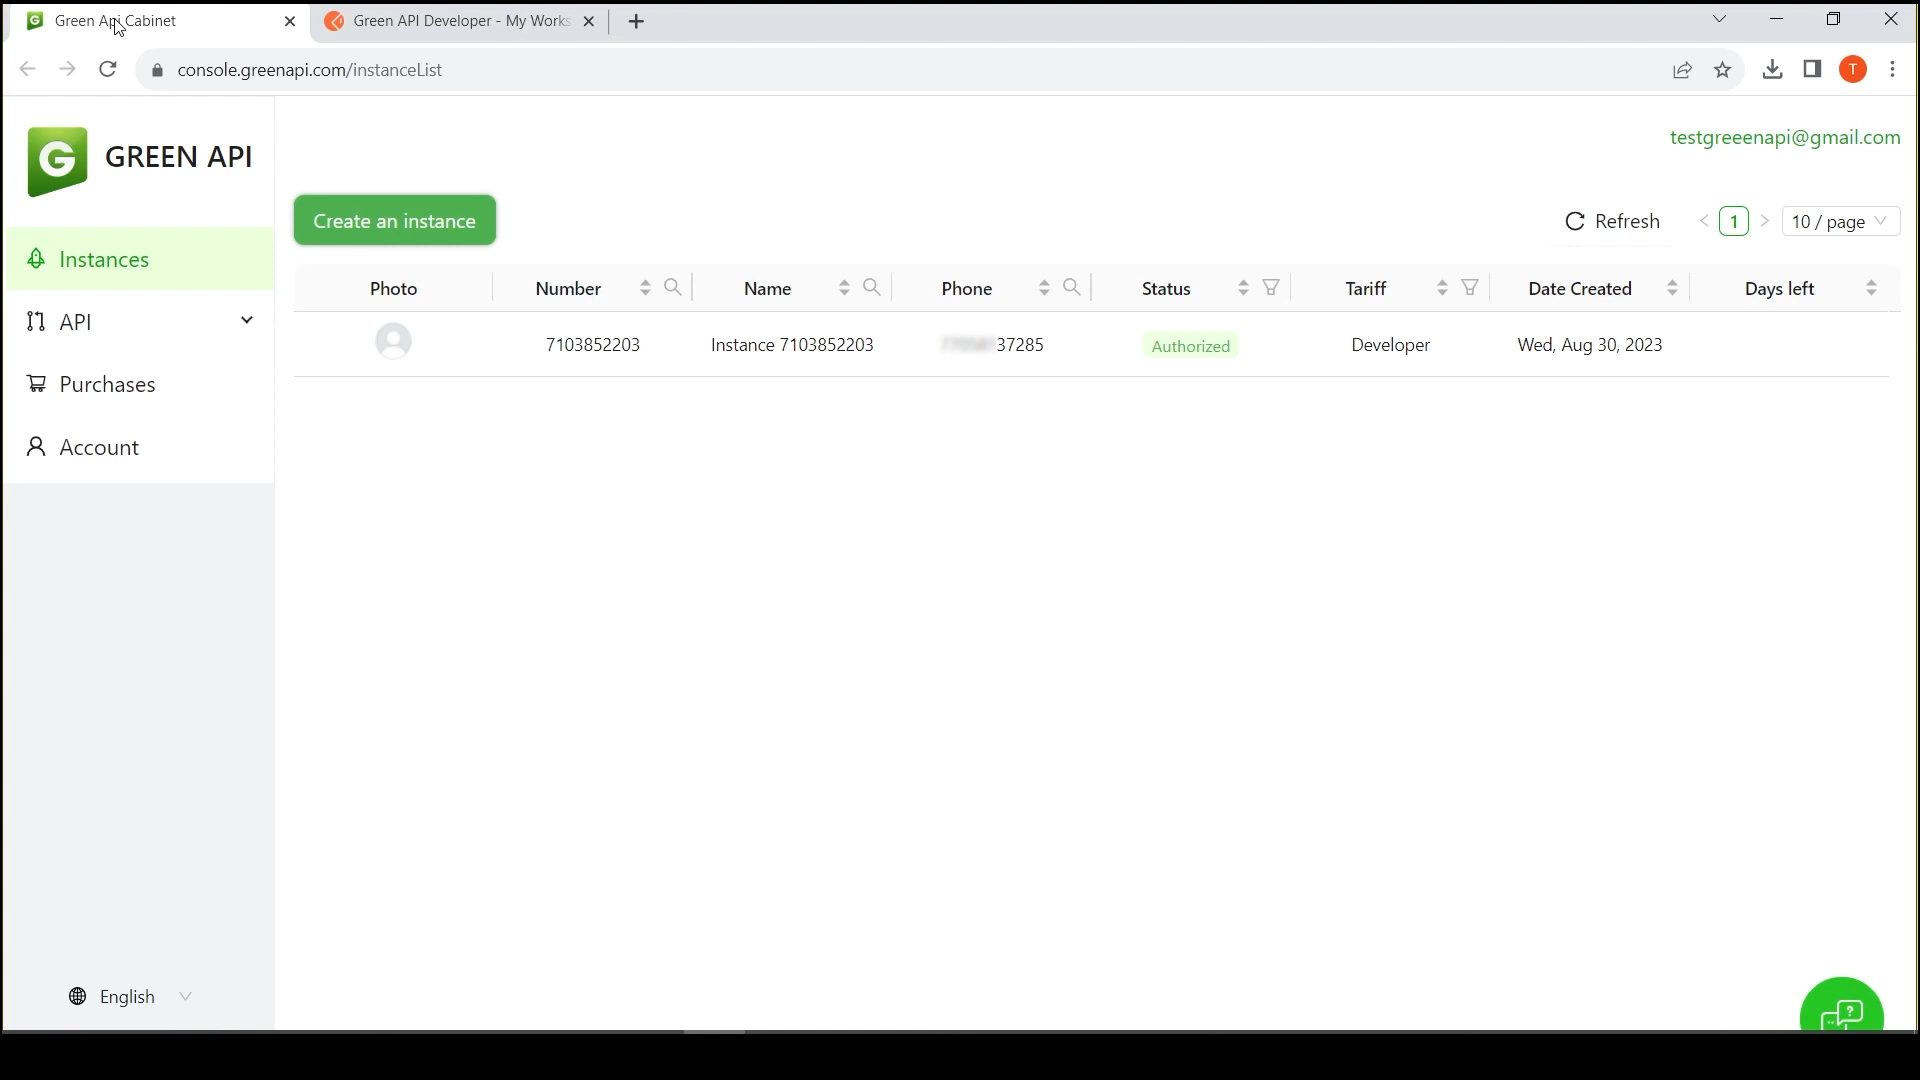 Green Api Cabinet
Green API Developer - My Works
console.greenapi.com/instanceList
T
G
GREEN API
testgreeenapi@gmail.com
Create an instance
Refresh
1
10 / page
Instances
API
Purchases
Account
Photo Number Name Phone Status Tariff Date Created Days left
7103852203 Instance 7103852203 37285 Authorized Developer Wed, Aug 30, 2023
English
?